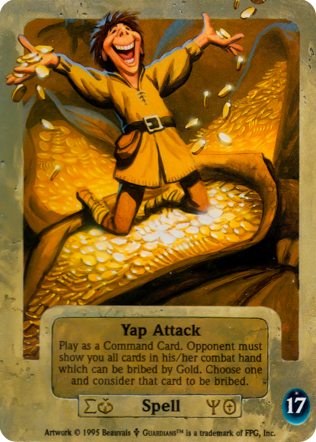 Yap Attack
Play as a Command Card. Opponent must
show you all cards in his/her combat hand
which can be bribed by Gold. Choose one
and consider that card to be bribed.
Spell
17
Artwork © 1995 Beauvais GUARDIANS™ is a trademark of FPG, Inc.